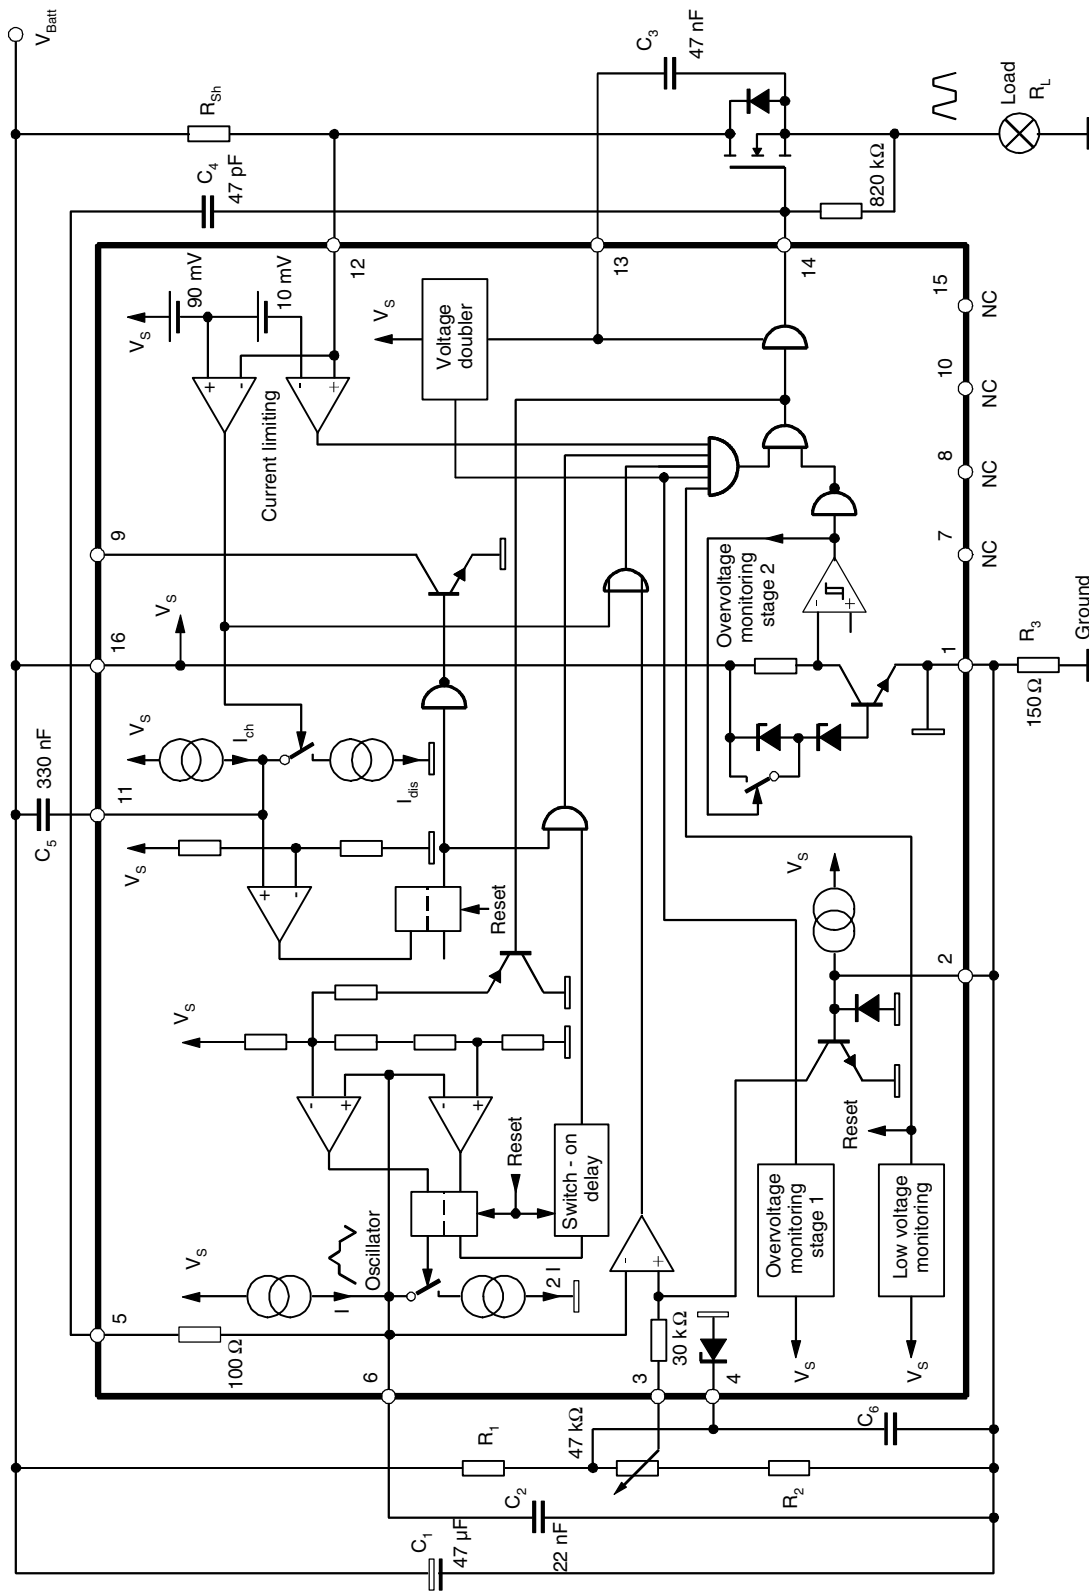 V_Batt
C_3
47 nF
R_Sh
C_4
47 pF
820 kΩ
Load
R_L
12
13
14
90 mV
10 mV
V_S
V_S
Voltage
doubler
15
NC
10
NC
8
NC
7
NC
+
-
-
+
Current limiting
9
V_S
16
Overvoltage
monitoring
stage 2
-
+
1
R_3
150 Ω
Ground
V_S
I_ch
I_dis
C_5
330 nF
11
V_S
+
-
Reset
V_S
2
V_S
-
+
-
+
Reset
Switch - on
delay
Reset
Oscillator
V_S
I
2 I
5
100 Ω
6
-
+
30 kΩ
3
4
Overvoltage
monitoring
stage 1
V_S
Low voltage
monitoring
V_S
R_1
47 kΩ
R_2
C_6
C_2
22 nF
C_1
47 µF